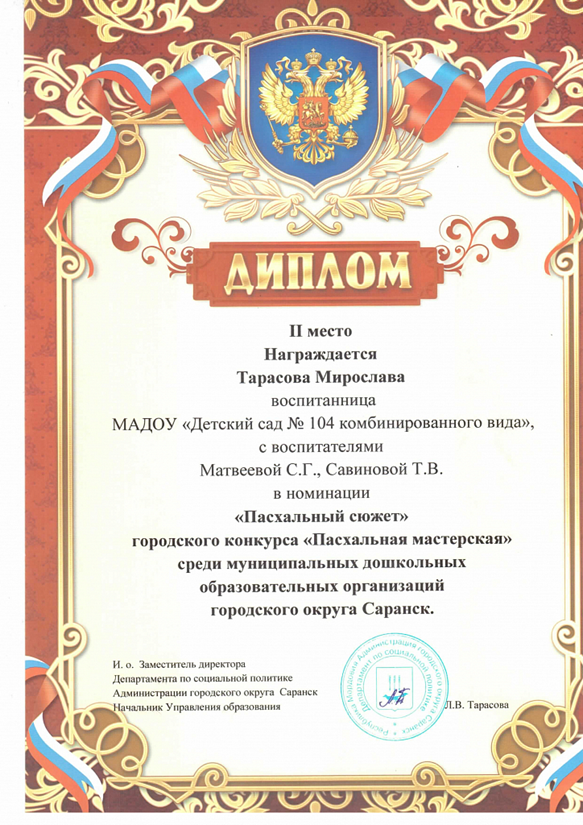 ДИПЛОМ
II место
Награждается
Тарасова Мирослава
воспитанница
МАДОУ «Детский сад № 104 комбинированного вида»,
с воспитателями
Матвеевой С.Г., Савиновой Т.В.
в номинации
«Пасхальный сюжет»
городского конкурса «Пасхальная мастерская»
среди муниципальных дошкольных
образовательных организаций
городского округа Саранск.
И. о. Заместитель директора
Департамента по социальной политике
Администрации городского округа Саранск
Начальник Управления образования
Л.В. Тарасова
Республика Мордовия Администрация городского округа Саранск
Департамент по социальной политике